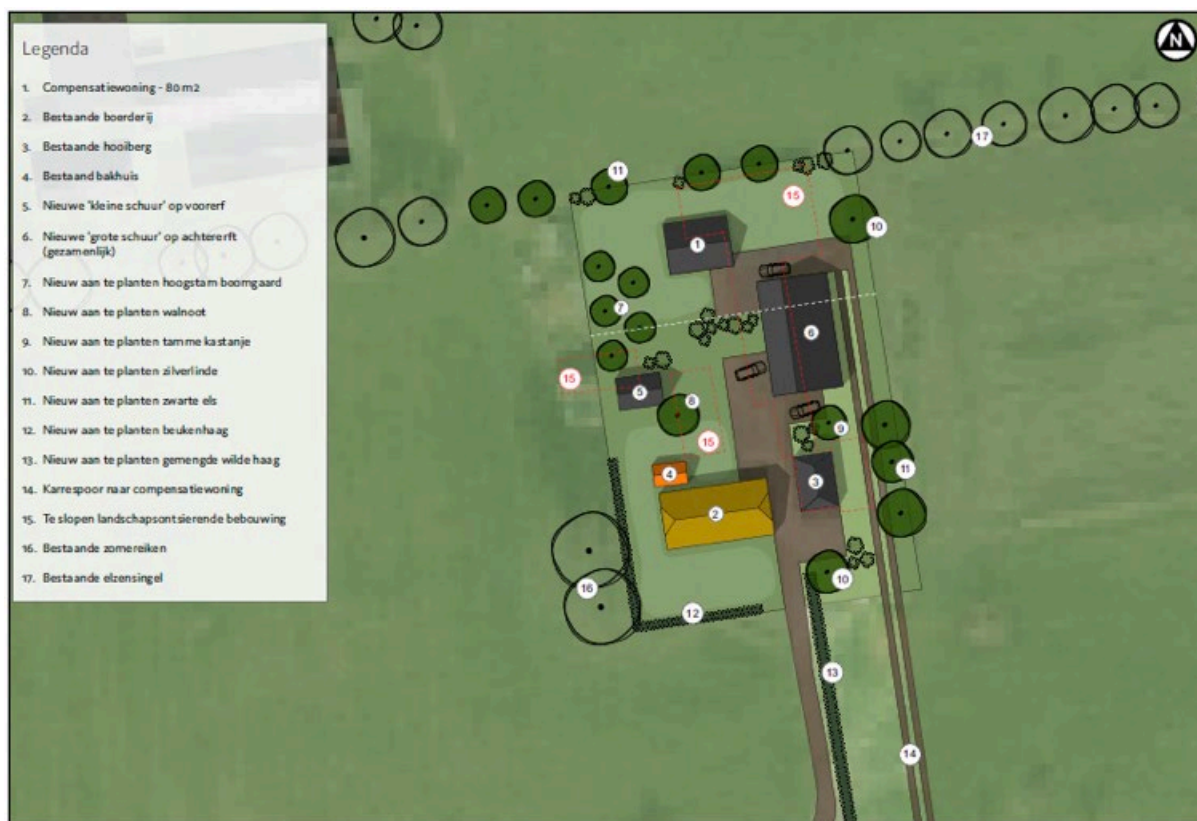 N
Legenda
1. Compensatiewoning - 80 m2
2. Bestaande boerderij
3. Bestaande hooiberg
4. Bestaand bakhuis
5. Nieuwe 'kleine schuur' op voorerf
6. Nieuwe 'grote schuur' op achtererft
(gezamenlijk)
7. Nieuw aan te planten hoogstam boomgaard
8. Nieuw aan te planten walnoot
9. Nieuw aan te planten tamme kastanje
10. Nieuw aan te planten zilverlinde
11. Nieuw aan te planten zwarte els
12. Nieuw aan te planten beukenhaag
13. Nieuw aan te planten gemengde wilde haag
14. Karrespoor naar compensatiewoning
15. Te slopen landschapsontsierende bebouwing
16. Bestaande zomereiken
17. Bestaande elzensingel
17
11
15
10
1
7
6
15
5
8
9
15
11
4
3
2
10
16
12
13
14